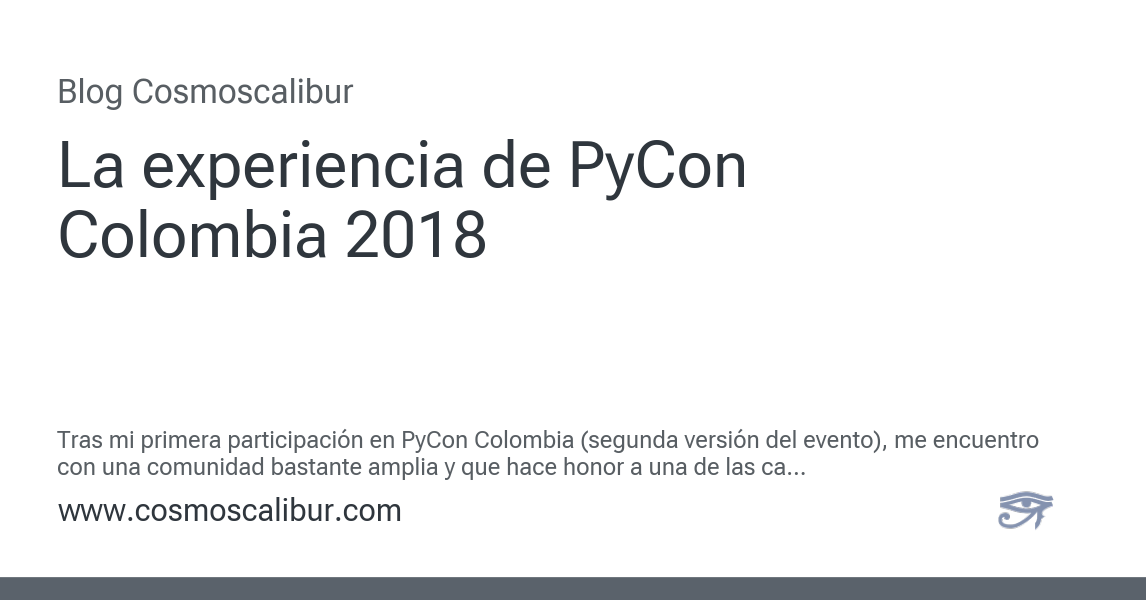 Blog Cosmoscalibur
La experiencia de PyCon
Colombia 2018
Tras mi primera participación en PyCon Colombia (segunda versión del evento), me encuentro
con una comunidad bastante amplia y que hace honor a una de las ca...
www.cosmoscalibur.com